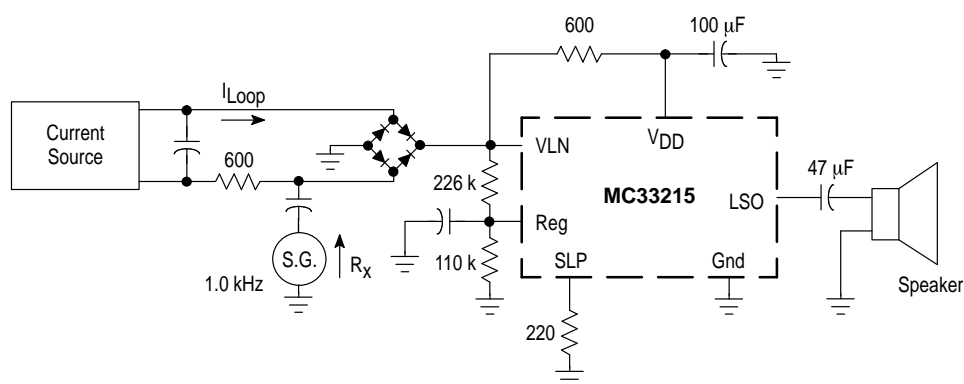 600
100 μF
I Loop
Current
Source
VLN
VDD
600
226 k
MC33215
47 μF
LSO
Reg
S.G.
Rx
110 k
SLP
Gnd
1.0 kHz
Speaker
220